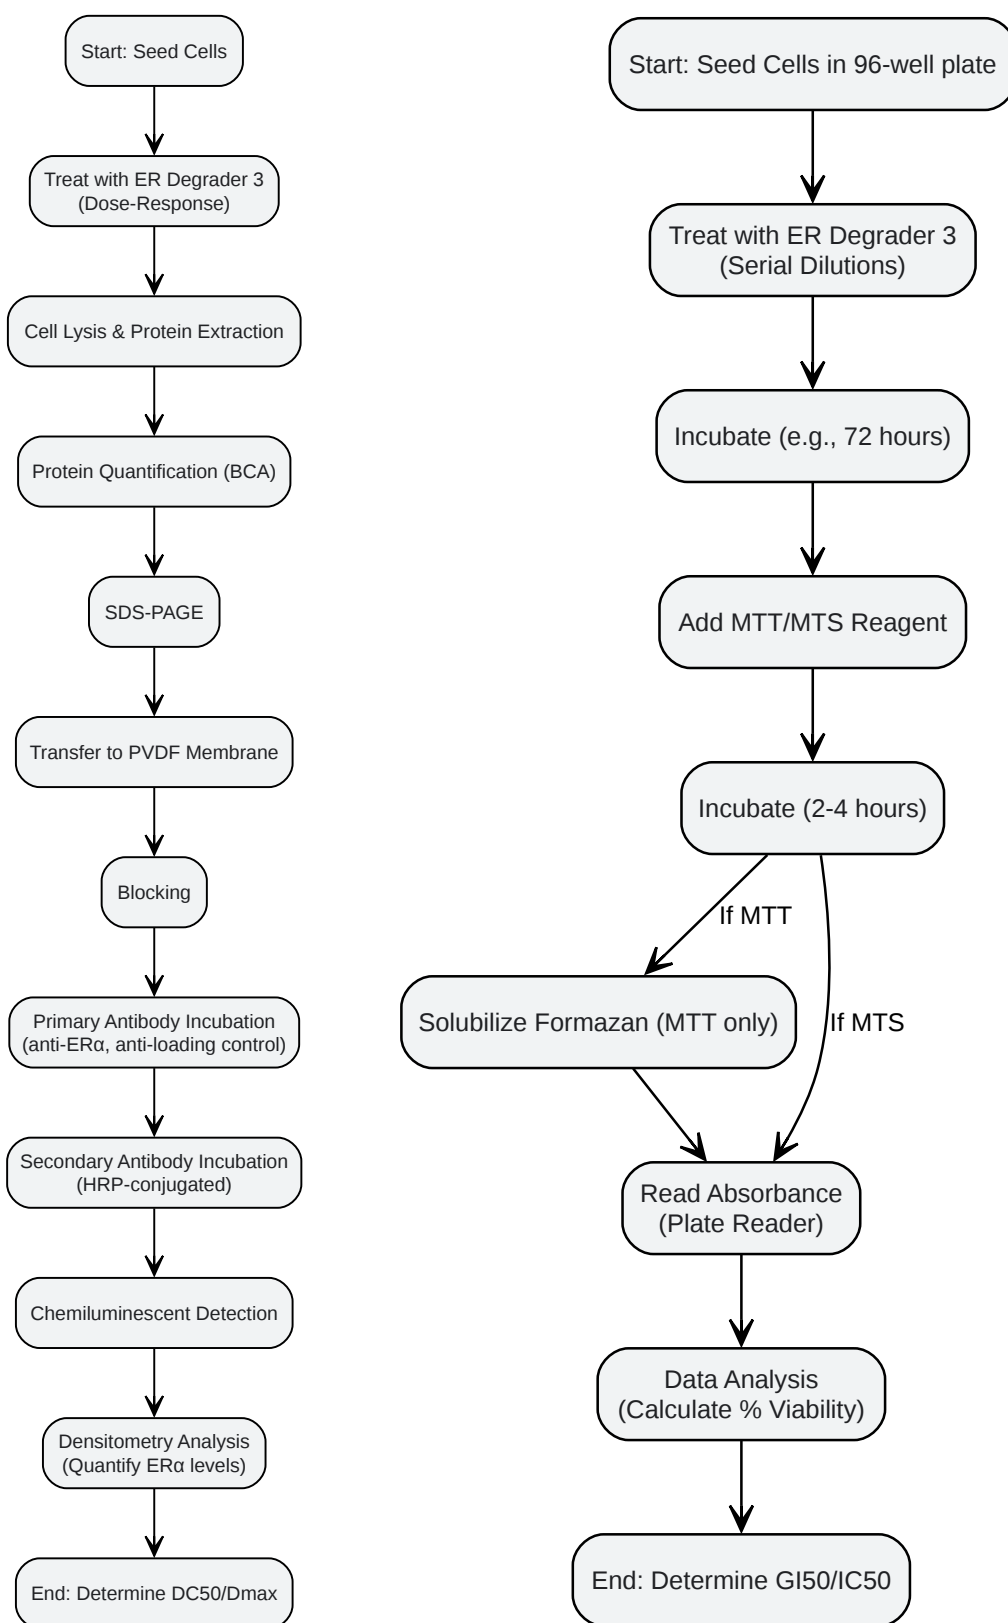 Start: Seed Cells
Treat with ER Degrader 3
(Dose-Response)
Cell Lysis & Protein Extraction
Protein Quantification (BCA)
SDS-PAGE
Transfer to PVDF Membrane
Blocking
Primary Antibody Incubation
(anti-ERα, anti-loading control)
Secondary Antibody Incubation
(HRP-conjugated)
Chemiluminescent Detection
Densitometry Analysis
(Quantify ERα levels)
End: Determine DC50/Dmax
Start: Seed Cells in 96-well plate
Treat with ER Degrader 3
(Serial Dilutions)
Incubate (e.g., 72 hours)
Add MTT/MTS Reagent
Incubate (2-4 hours)
If MTT
Solubilize Formazan (MTT only)
If MTS
Read Absorbance
(Plate Reader)
Data Analysis
(Calculate % Viability)
End: Determine GI50/IC50